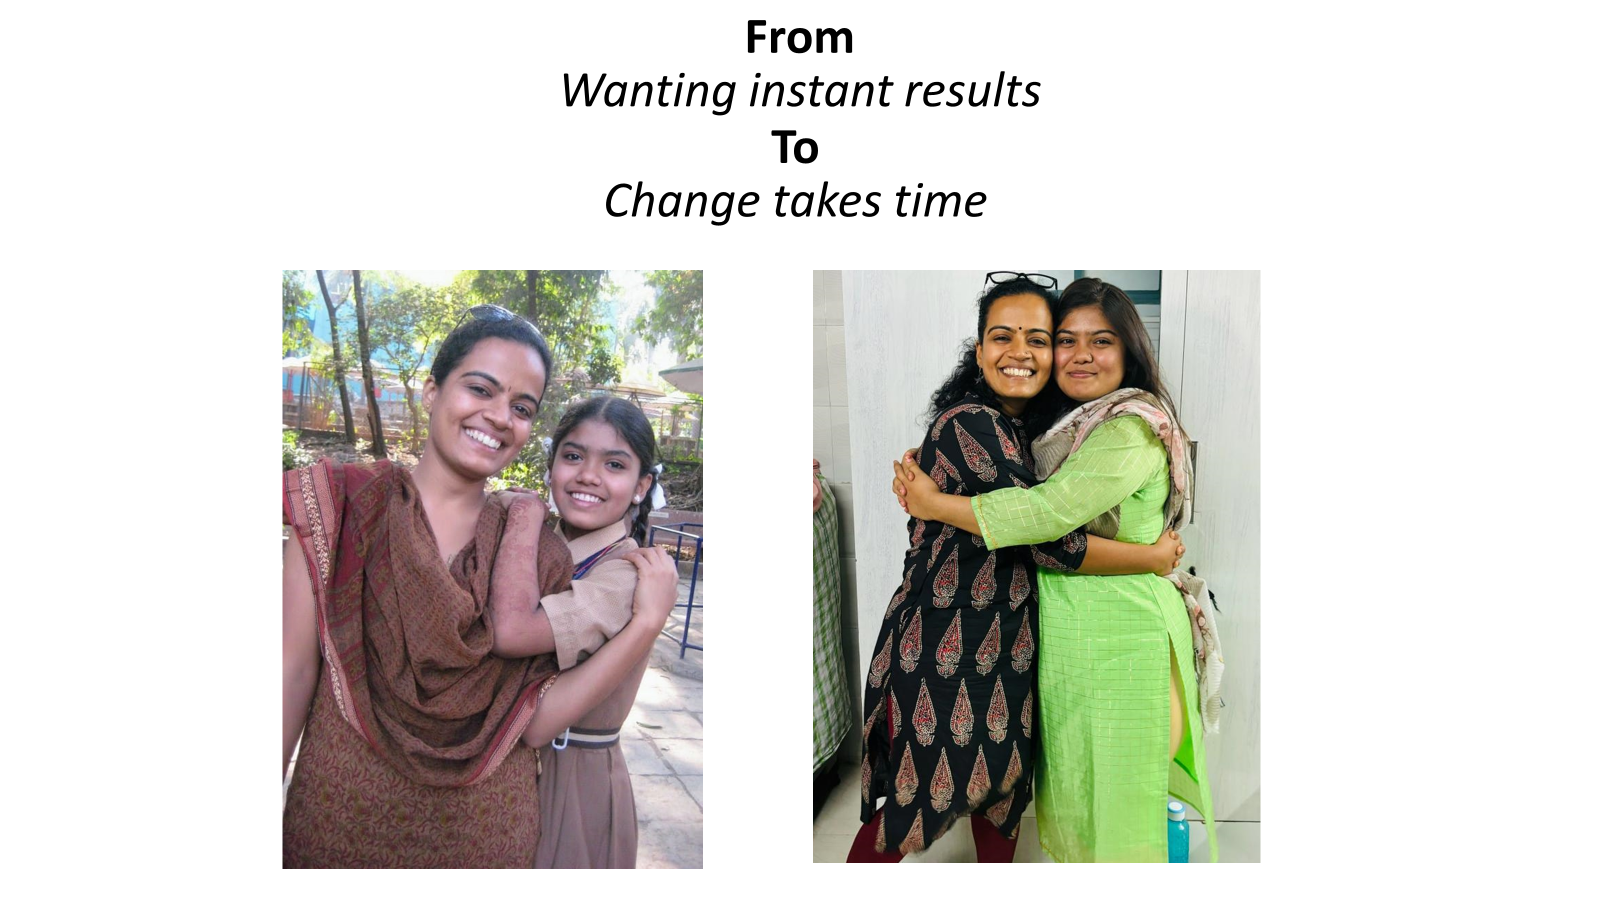 From
Wanting instant results
To
Change takes time